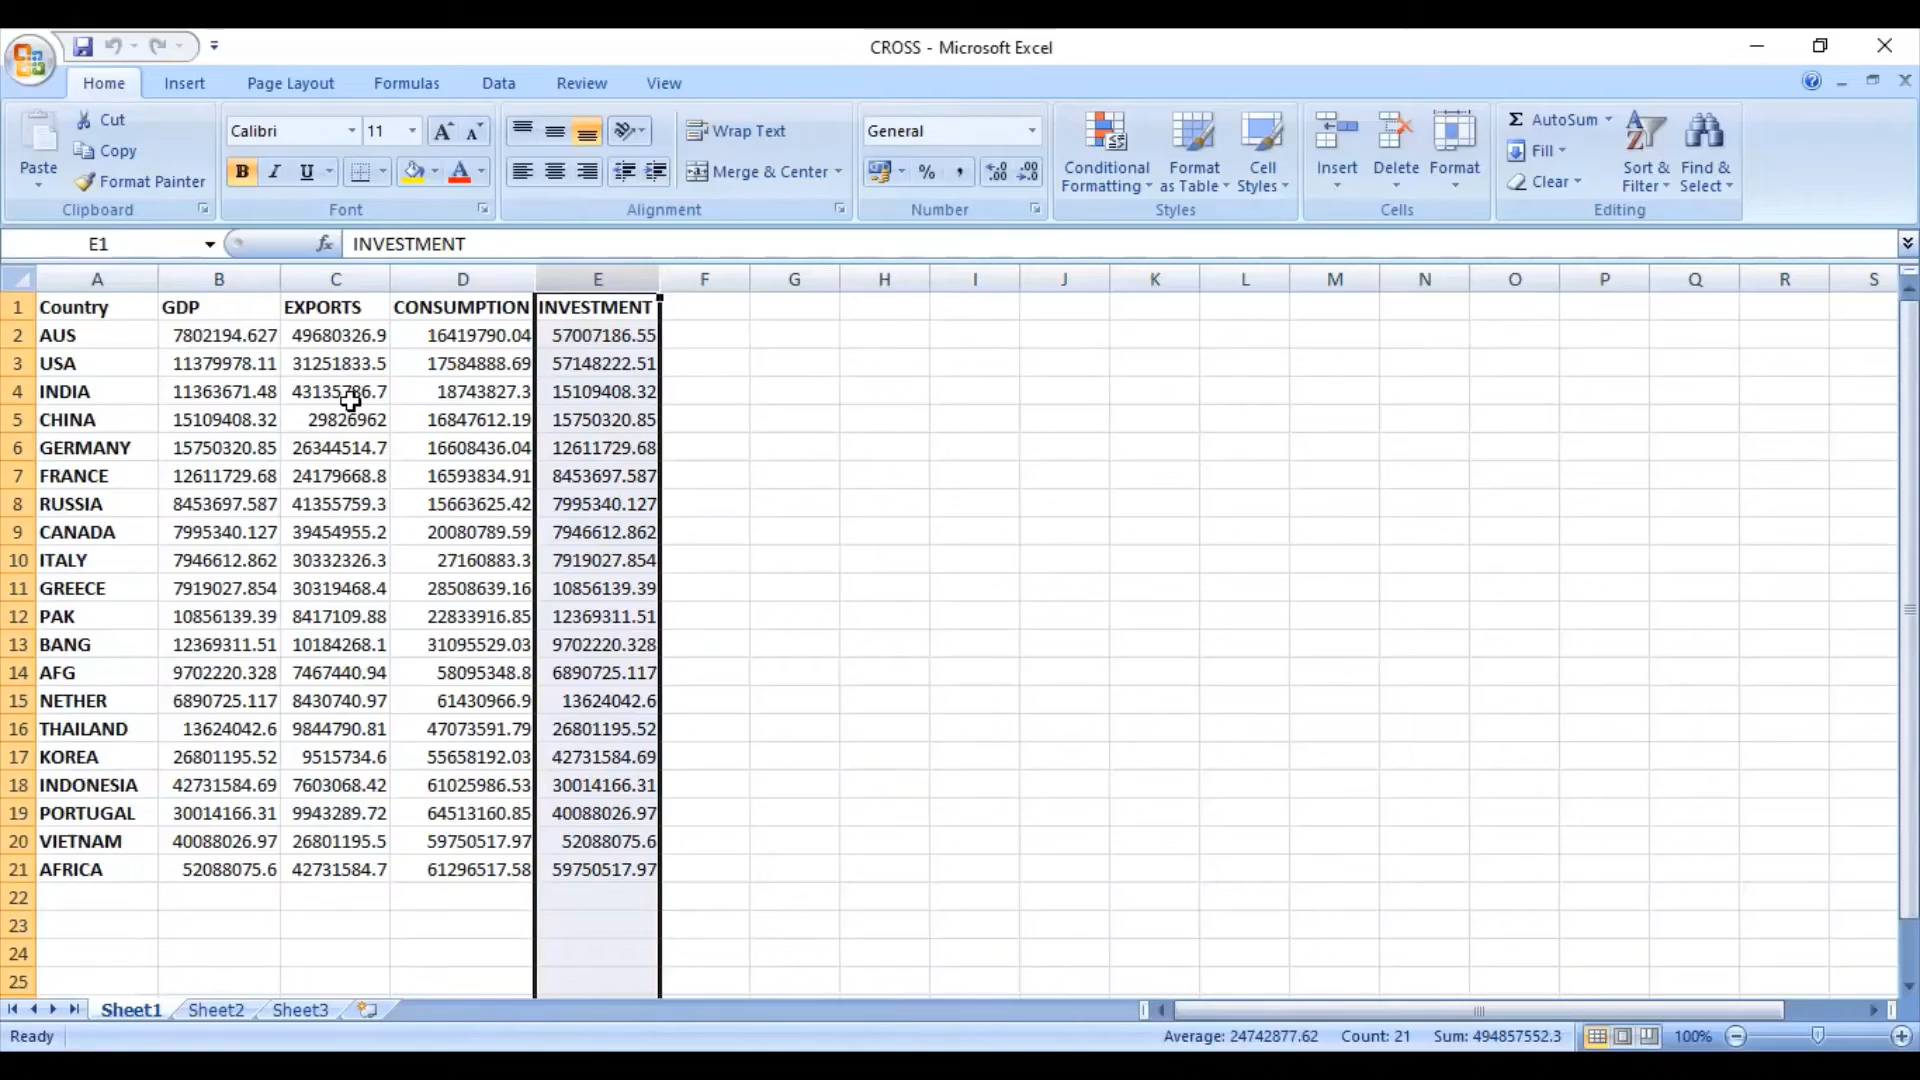 CROSS - Microsoft Excel
Home Insert Page Layout Formulas Data Review View
Paste
Cut
Copy
Format Painter
Clipboard
Calibri 11
B I U
Font
Wrap Text
Merge & Center
Alignment
General
% ,
Number
Conditional Formatting
Format as Table
Cell Styles
Styles
Insert
Delete
Format
Cells
AutoSum
Fill
Clear
Sort & Filter
Find & Select
Editing
E1 fx INVESTMENT
A B C D E F G H I J K L M N O P Q R S
1 Country GDP EXPORTS CONSUMPTION INVESTMENT
2 AUS 7802194.627 49680326.9 16419790.04 57007186.55
3 USA 11379978.11 31251833.5 17584888.69 57148222.51
4 INDIA 11363671.48 43135786.7 18743827.3 15109408.32
5 CHINA 15109408.32 29826962 16847612.19 15750320.85
6 GERMANY 15750320.85 26344514.7 16608436.04 12611729.68
7 FRANCE 12611729.68 24179668.8 16593834.91 8453697.587
8 RUSSIA 8453697.587 41355759.3 15663625.42 7995340.127
9 CANADA 7995340.127 39454955.2 20080789.59 7946612.862
10 ITALY 7946612.862 30332326.3 27160883.3 7919027.854
11 GREECE 7919027.854 30319468.4 28508639.16 10856139.39
12 PAK 10856139.39 8417109.88 22833916.85 12369311.51
13 BANG 12369311.51 10184268.1 31095529.03 9702220.328
14 AFG 9702220.328 7467440.94 58095348.8 6890725.117
15 NETHER 6890725.117 8430740.97 61430966.9 13624042.6
16 THAILAND 13624042.6 9844790.81 47073591.79 26801195.52
17 KOREA 26801195.52 9515734.6 55658192.03 42731584.69
18 INDONESIA 42731584.69 7603068.42 61025986.53 30014166.31
19 PORTUGAL 30014166.31 9943289.72 64513160.85 40088026.97
20 VIETNAM 40088026.97 26801195.5 59750517.97 52088075.6
21 AFRICA 52088075.6 42731584.7 61296517.58 59750517.97
22
23
24
25
Sheet1 Sheet2 Sheet3
Ready Average: 24742877.62 Count: 21 Sum: 494857552.3 100%